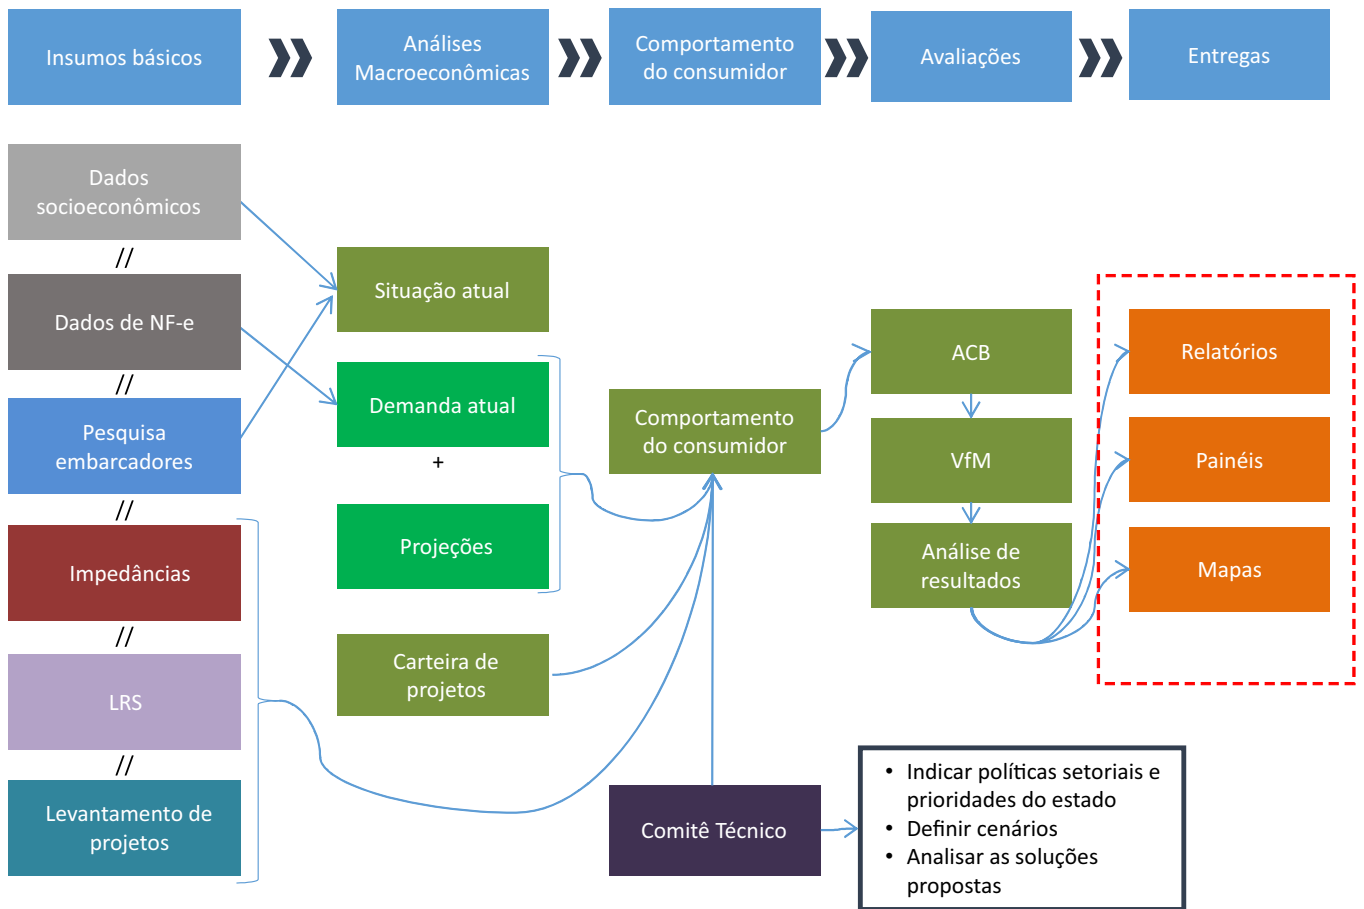 Insumos básicos
Análises
Macroeconômicas
Comportamento
do consumidor
Avaliações
Entregas
Dados
socioeconômicos
//
Dados de NF-e
//
Pesquisa
embarcadores
//
Impedâncias
//
LRS
//
Levantamento de
projetos
Situação atual
Demanda atual
+
Projeções
Carteira de
projetos
Comportamento
do consumidor
Comitê Técnico
ACB
VfM
Análise de
resultados
Relatórios
Painéis
Mapas
• Indicar políticas setoriais e
prioridades do estado
• Definir cenários
• Analisar as soluções
propostas